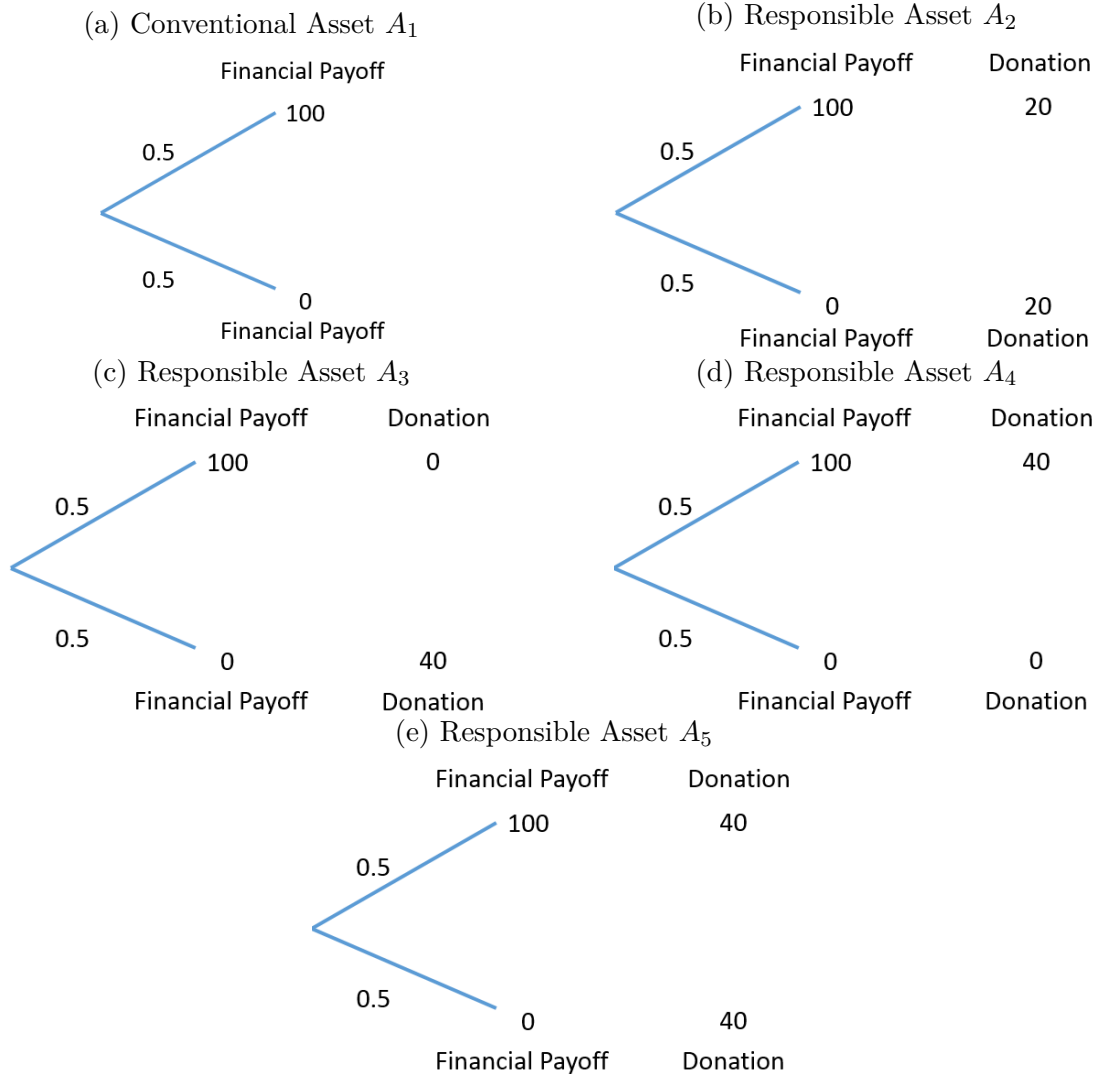 (a) Conventional Asset A₁
Financial Payoff
100
0.5
0.5
0
Financial Payoff
(b) Responsible Asset A₂
Financial Payoff Donation
100 20
0.5
0.5
0 20
Financial Payoff Donation
(c) Responsible Asset A₃
Financial Payoff Donation
100 0
0.5
0.5
0 40
Financial Payoff Donation
(d) Responsible Asset A₄
Financial Payoff Donation
100 40
0.5
0.5
0 0
Financial Payoff Donation
(e) Responsible Asset A₅
Financial Payoff Donation
100 40
0.5
0.5
0 40
Financial Payoff Donation